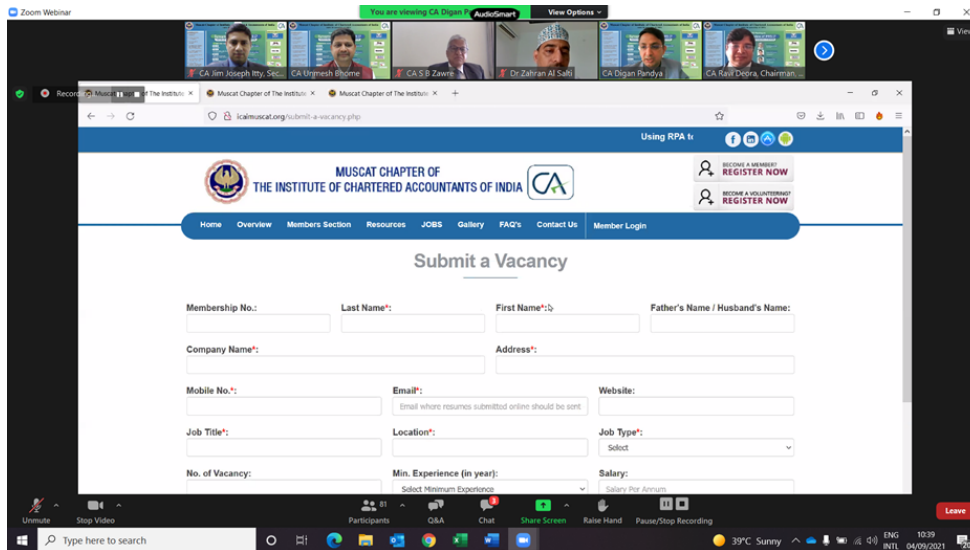 Zoom Webinar
You are viewing CA Digan P
AudioSmart
View Options
View
CA Jim Joseph Itty, Sec...
CA Unmesh Bhome
CA S B Zawre
Dr Zahran Al Salti
CA Digan Pandya
CA Ravi Deora, Chairman, ...
Recording
Muscat Chapter of The Institute
Muscat Chapter of The Institute
icaimuscat.org/submit-a-vacancy.php
Using RPA to
MUSCAT CHAPTER OF
THE INSTITUTE OF CHARTERED ACCOUNTANTS OF INDIA
CA
BECOME A MEMBER?
REGISTER NOW
BECOME A VOLUNTEERING?
REGISTER NOW
Home Overview Members Section Resources JOBS Gallery FAQ's Contact Us Member Login
Submit a Vacancy
Membership No.: Last Name*: First Name*: Father's Name / Husband's Name:
Company Name*: Address*:
Mobile No.*: Email*: Website:
Email where resumes submitted online should be sent
Job Title*: Location*: Job Type*:
Select
No. of Vacancy: Min. Experience (in year): Salary:
Select Minimum Experience Salary Per Annum
81
3
Unmute Stop Video Participants Q&A Chat Share Screen Raise Hand Pause/Stop Recording Leave
Type here to search
39°C Sunny
ENG
INTL
10:39
04/09/2021